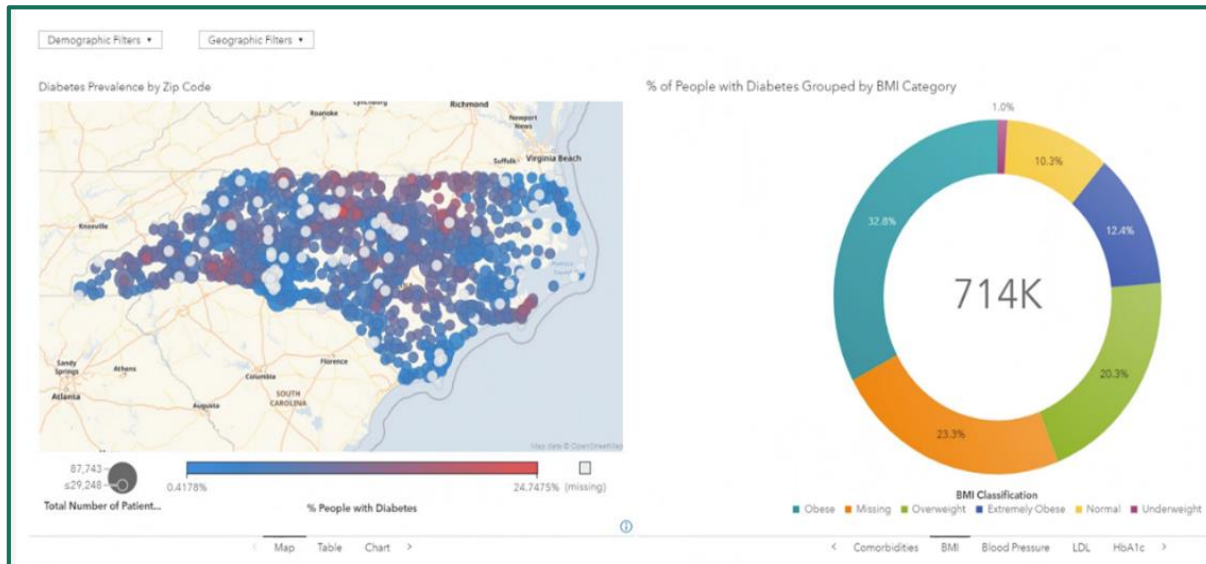 Demographic Filters ▾
Geographic Filters ▾
Diabetes Prevalence by Zip Code
Roanoke
Lynchburg
Richmond
Newport
News
Suffolk
Virginia Beach
Knoxville
Sandy
Springs
Athens
Atlanta
Florence
Columbia
SOUTH
CAROLINA
Augusta
Map data © OpenStreetMap
87,743
≤29,248
Total Number of Patient...
0.4178%
24.7475%
(missing)
% People with Diabetes
Map
Table
Chart
% of People with Diabetes Grouped by BMI Category
1.0%
10.3%
12.4%
20.3%
23.3%
32.8%
714K
BMI Classification
Obese
Missing
Overweight
Extremely Obese
Normal
Underweight
Comorbidities
BMI
Blood Pressure
LDL
HbA1c